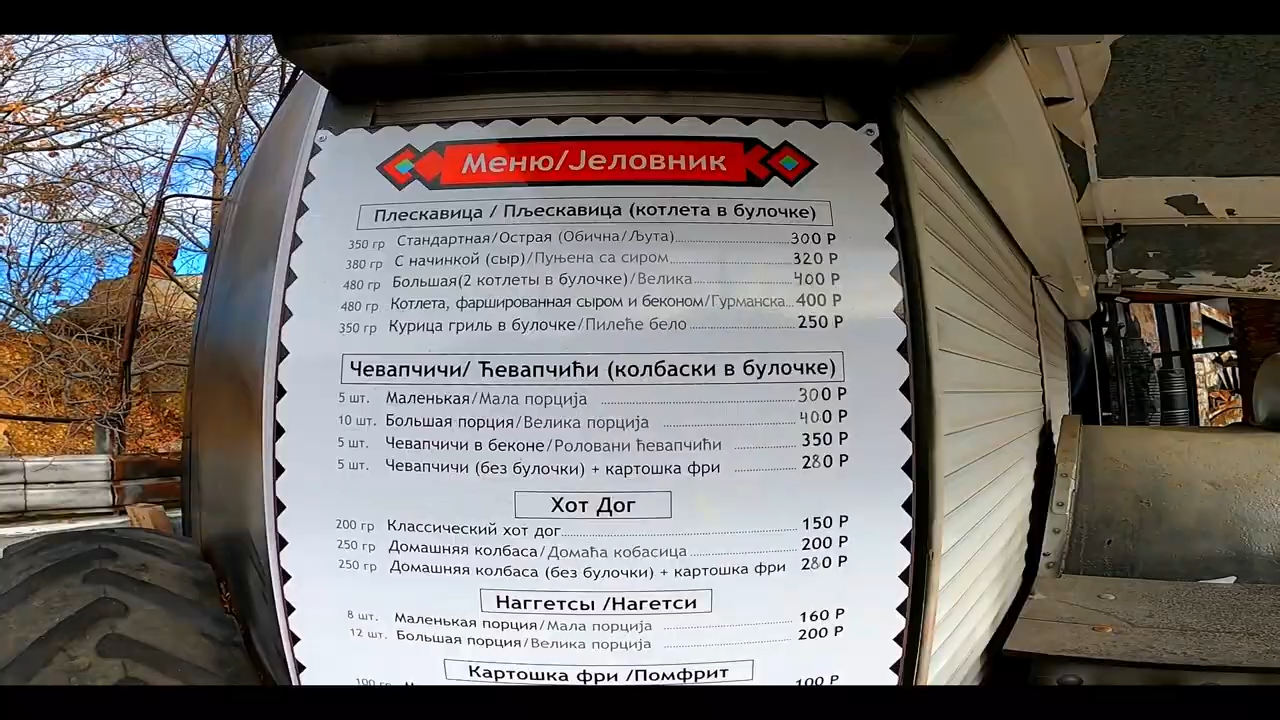 Меню/Јеловник
Плескавица / Пљескавица (котлета в булочке)
350 гр Стандартная/Острая (Обична/Љута)........300 Р
380 гр С начинкой (сыр)/Пуњена са сиром........320 Р
480 гр Большая(2 котлеты в булочке)/Велика........400 Р
480 гр Котлета, фаршированная сыром и беконом/Гурманска...400 Р
350 гр Курица гриль в булочке/Пилеће бело........250 Р
Чевапчичи/ Ћевапчићи (колбаски в булочке)
5 шт. Маленькая/Мала порција ........300 Р
10 шт. Большая порция/Велика порција ........400 Р
5 шт. Чевапчичи в беконе/Роловани ћевапчићи ........350 Р
5 шт. Чевапчичи (без булочки) + картошка фри ........280 Р
Хот Дог
200 гр Классический хот дог........150 Р
250 гр Домашняя колбаса/Домаћа кобасица........200 Р
250 гр Домашняя колбаса (без булочки) + картошка фри 280 Р
Наггетсы /Нагетси
8 шт. Маленькая порция/Мала порција ........160 Р
12 шт. Большая порция/Велика порција ........200 Р
Картошка фри /Помфрит
100 гр 100 Р